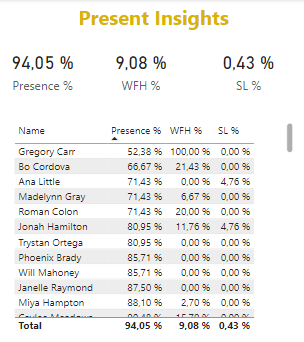 Present Insights
94,05 % 9,08 % 0,43 %
Presence % WFH % SL %
Name Presence % WFH % SL %
Gregory Carr 52,38 % 100,00 % 0,00 %
Bo Cordova 66,67 % 21,43 % 0,00 %
Ana Little 71,43 % 0,00 % 4,76 %
Madelynn Gray 71,43 % 6,67 % 0,00 %
Roman Colon 71,43 % 20,00 % 0,00 %
Jonah Hamilton 80,95 % 11,76 % 4,76 %
Trystan Ortega 80,95 % 0,00 % 0,00 %
Phoenix Brady 85,71 % 0,00 % 0,00 %
Will Mahoney 85,71 % 0,00 % 0,00 %
Janelle Raymond 87,50 % 0,00 % 0,00 %
Miya Hampton 88,10 % 2,70 % 0,00 %
Total 94,05 % 9,08 % 0,43 %